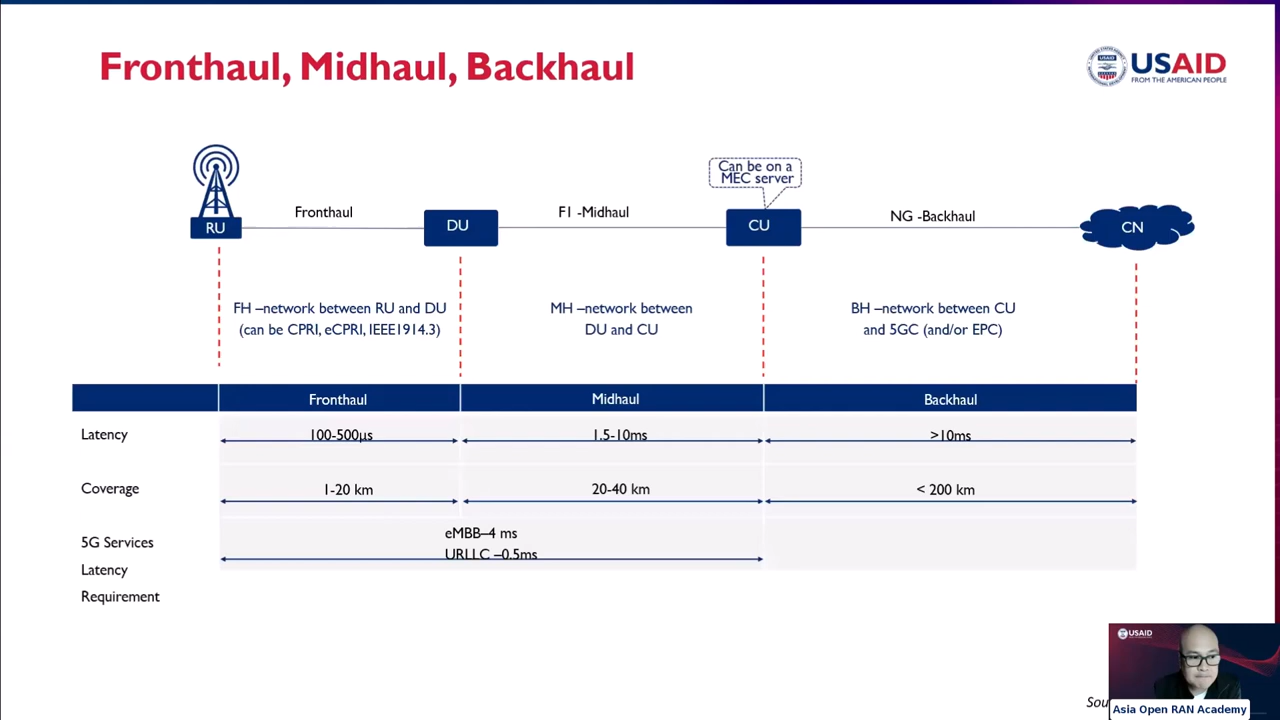 Fronthaul, Midhaul, Backhaul
USAID
FROM THE AMERICAN PEOPLE
Can be on a
MEC server
Fronthaul
F1 -Midhaul
NG -Backhaul
RU
DU
CU
CN
FH –network between RU and DU
(can be CPRI, eCPRI, IEEE1914.3)
MH –network between
DU and CU
BH –network between CU
and 5GC (and/or EPC)
Fronthaul
Midhaul
Backhaul
Latency
100-500µs
1.5-10ms
>10ms
Coverage
1-20 km
20-40 km
< 200 km
5G Services
Latency
Requirement
eMBB–4 ms
URLLC –0.5ms
USAID
Asia Open RAN Academy